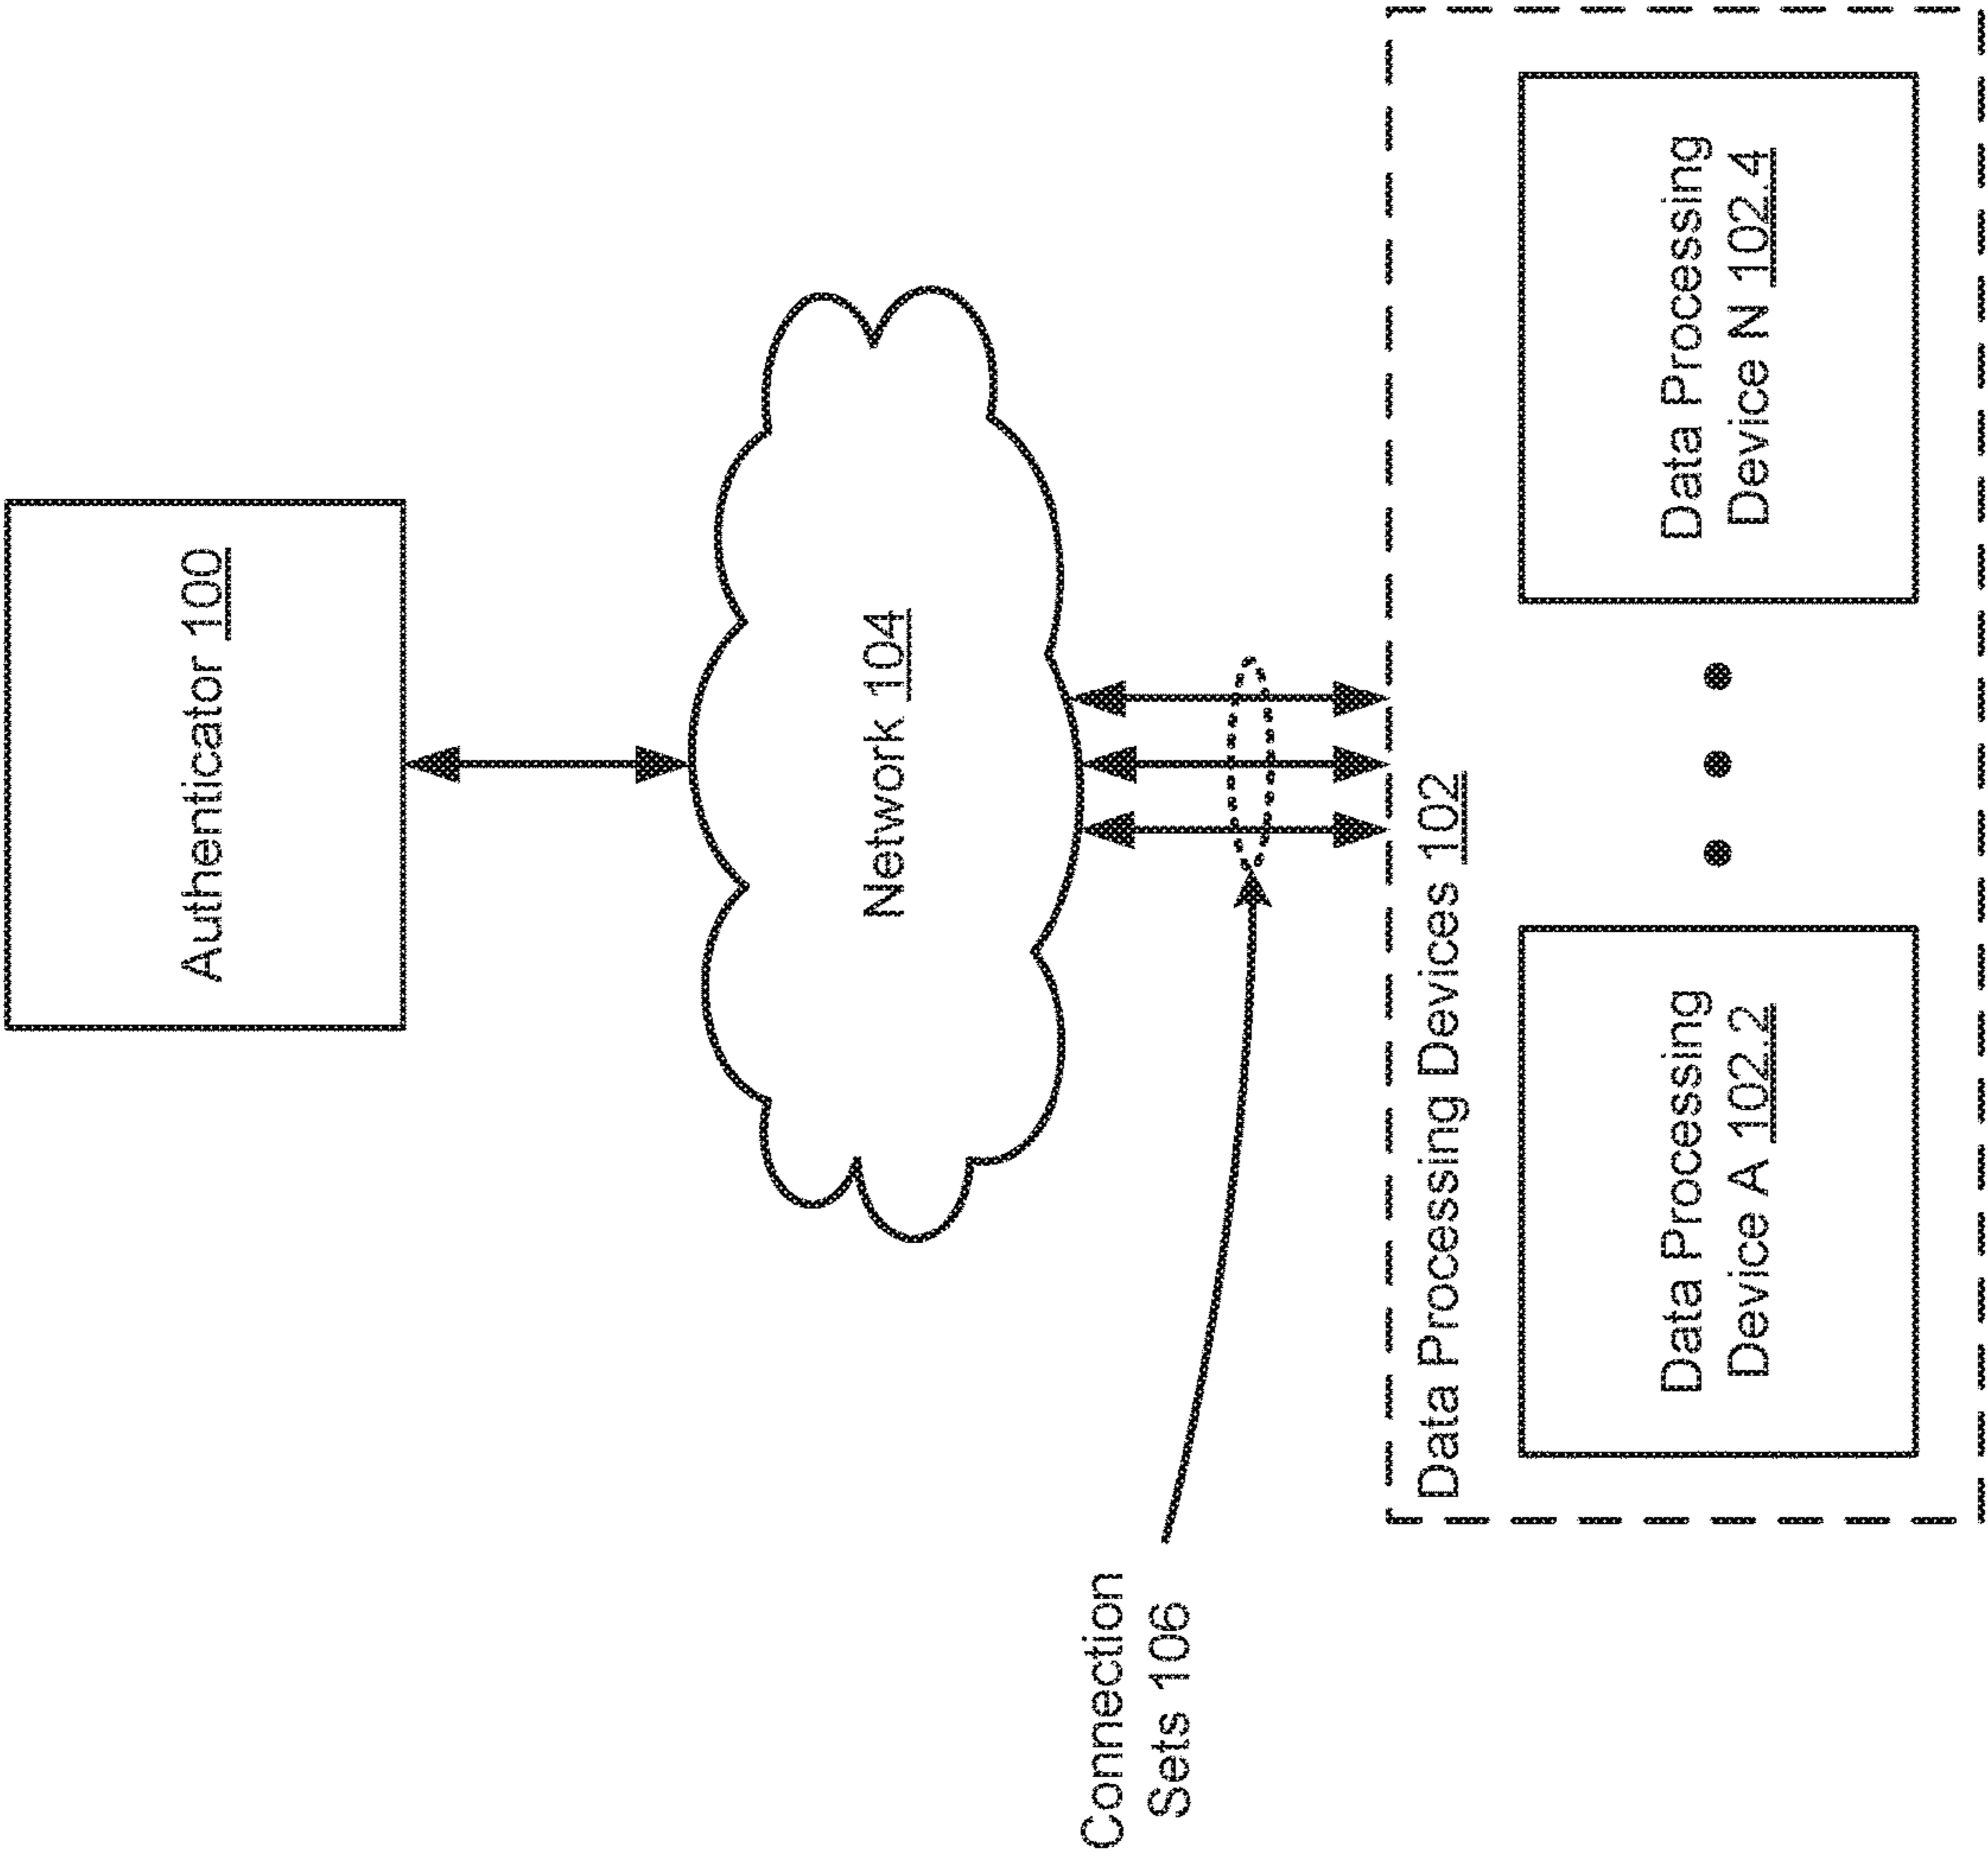 Authenticator 100
Network 104
Connection
Sets 106
Data Processing Devices 102
Data Processing
Device A 102.2
Data Processing
Device N 102.4